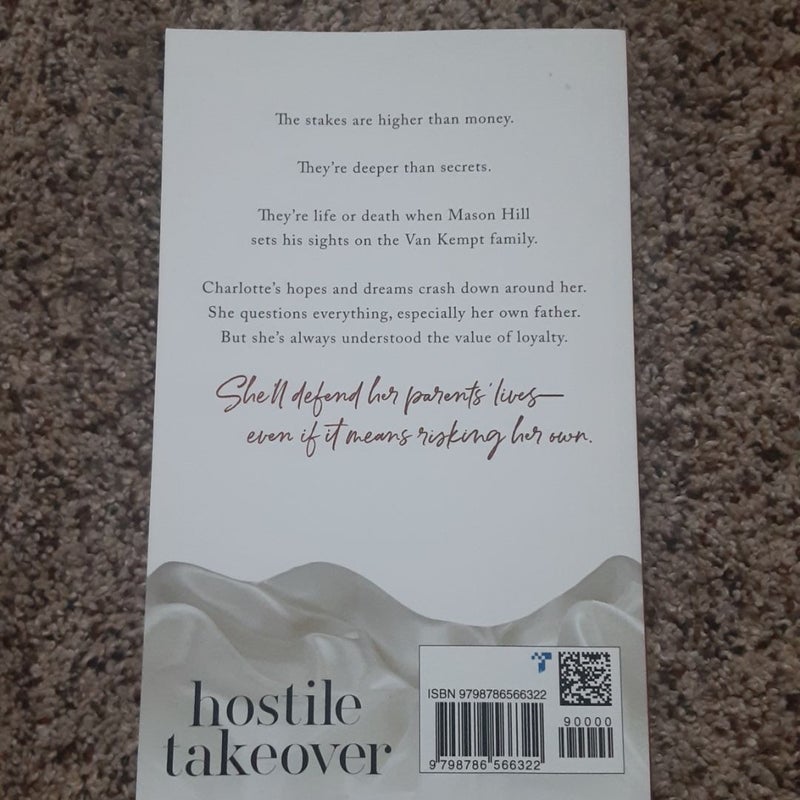 The stakes are higher than money.
They're deeper than secrets.
They're life or death when Mason Hill
sets his sights on the Van Kempt family.
Charlotte's hopes and dreams crash down around her.
She questions everything, especially her own father.
But she's always understood the value of loyalty.
She'll defend her parents' lives—
even if it means risking her own.
ISBN 9798786566322
90000
9 798786 566322
hostile
takeover